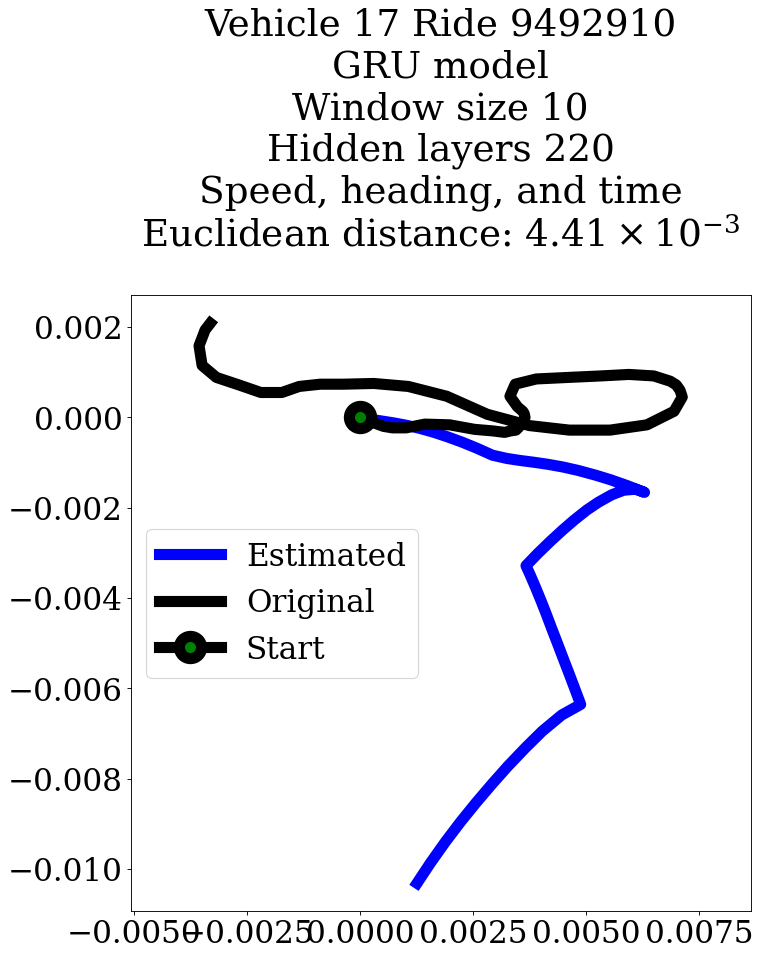 Vehicle 17 Ride 9492910
GRU model
Window size 10
Hidden layers 220
Speed, heading, and time
Euclidean distance: 4.41 × 10⁻³
0.002
0.000
−0.002
−0.004
−0.006
−0.008
−0.010
Estimated
Original
Start
−0.0050 −0.0025 0.0000 0.0025 0.0050 0.0075